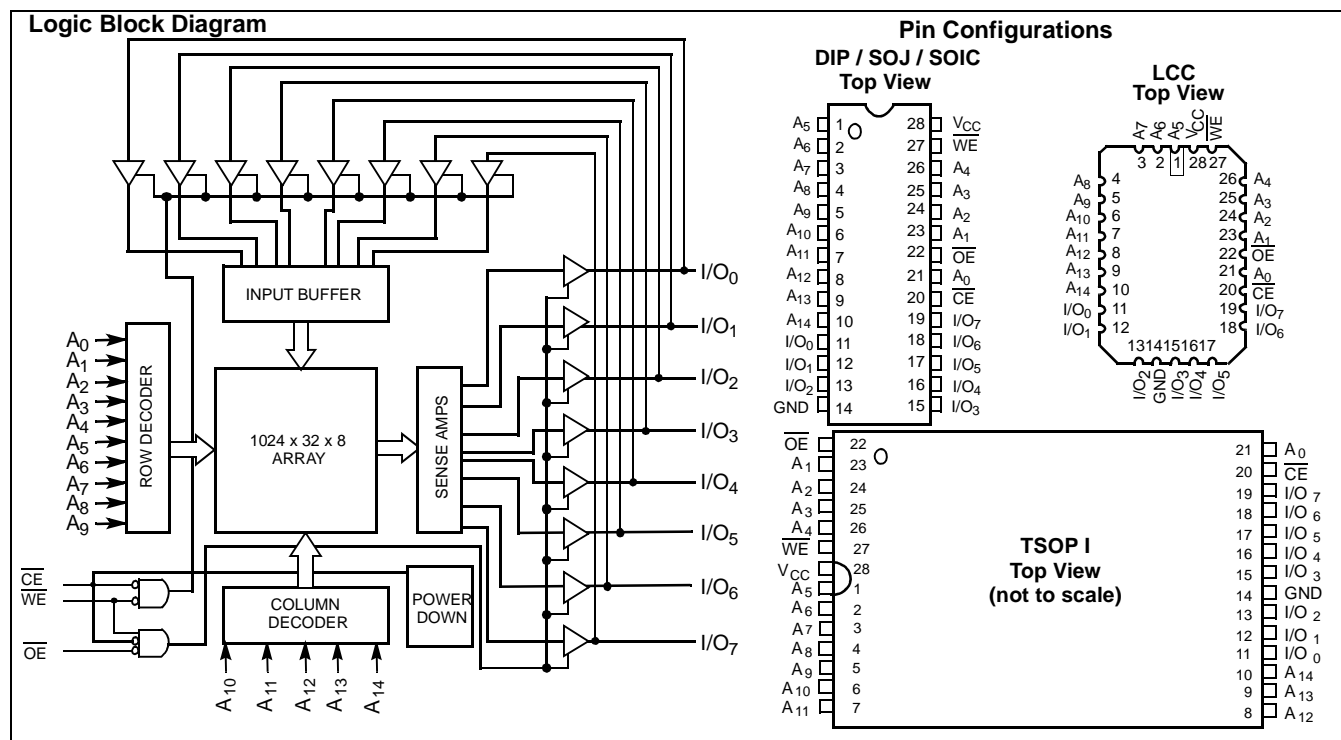 Logic Block Diagram
INPUT BUFFER
I/O0
I/O1
I/O2
I/O3
I/O4
I/O5
I/O6
I/O7
A0
A1
A2
A3
A4
A5
A6
A7
A8
A9
ROW DECODER
1024 x 32 x 8
ARRAY
SENSE AMPS
CE
WE
OE
COLUMN
DECODER
POWER
DOWN
A10
A11
A12
A13
A14
Pin Configurations
DIP / SOJ / SOIC
Top View
A5 1 28 VCC
A6 2 27 WE
A7 3 26 A4
A8 4 25 A3
A9 5 24 A2
A10 6 23 A1
A11 7 22 OE
A12 8 21 A0
A13 9 20 CE
A14 10 19 I/O7
I/O0 11 18 I/O6
I/O1 12 17 I/O5
I/O2 13 16 I/O4
GND 14 15 I/O3
LCC
Top View
A7 A6 A5 VCC WE
3 2 1 28 27
A8 4 26 A4
A9 5 25 A3
A10 6 24 A2
A11 7 23 A1
A12 8 22 OE
A13 9 21 A0
A14 10 20 CE
I/O0 11 19 I/O7
I/O1 12 18 I/O6
13 14 15 16 17
I/O2 GND I/O3 I/O4 I/O5
OE 22 21 A0
A1 23 20 CE
A2 24 19 I/O7
A3 25 18 I/O6
A4 26 17 I/O5
WE 27 16 I/O4
VCC 28 15 I/O3
A5 1 14 GND
A6 2 13 I/O2
A7 3 12 I/O1
A8 4 11 I/O0
A9 5 10 A14
A10 6 9 A13
A11 7 8 A12
TSOP I
Top View
(not to scale)